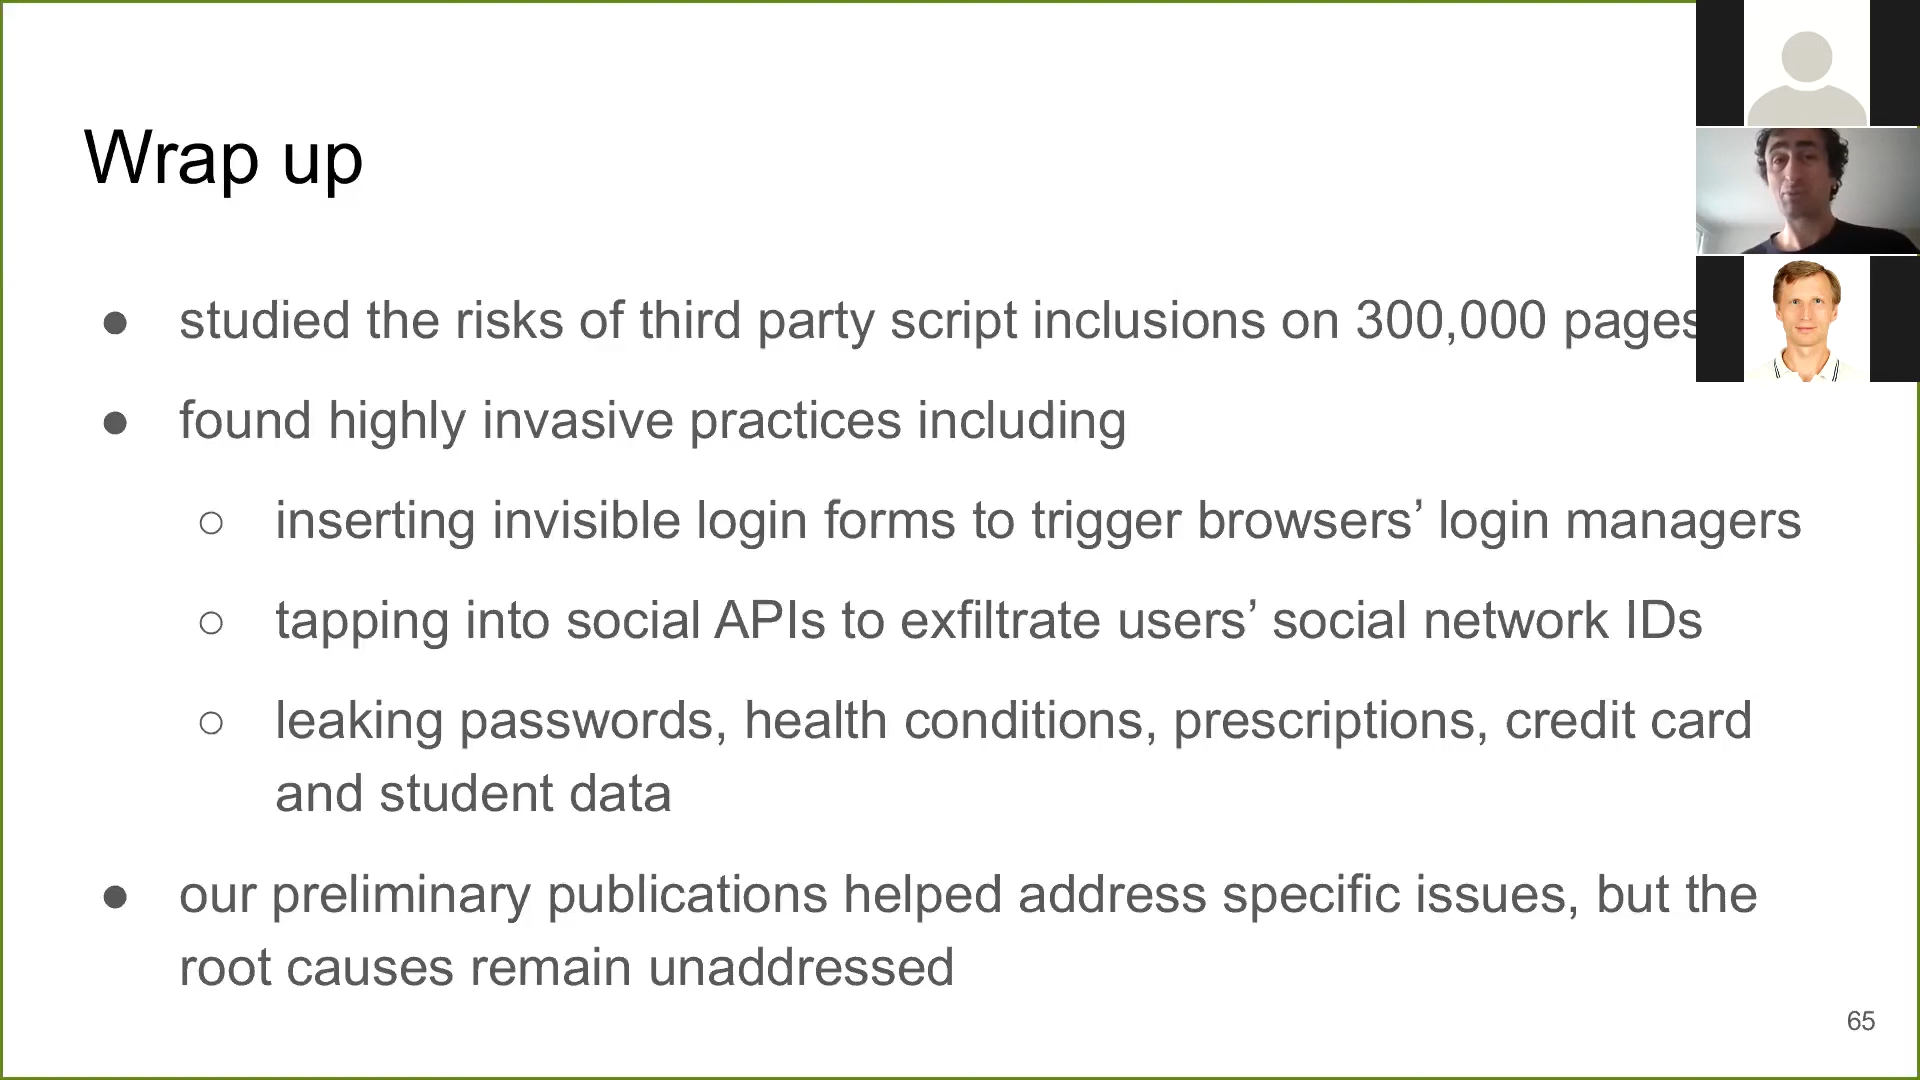 Wrap up
● studied the risks of third party script inclusions on 300,000 pages
● found highly invasive practices including
○ inserting invisible login forms to trigger browsers’ login managers
○ tapping into social APIs to exfiltrate users’ social network IDs
○ leaking passwords, health conditions, prescriptions, credit card
and student data
● our preliminary publications helped address specific issues, but the
root causes remain unaddressed
65